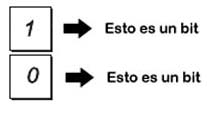 1 Esto es un bit
0 Esto es un bit